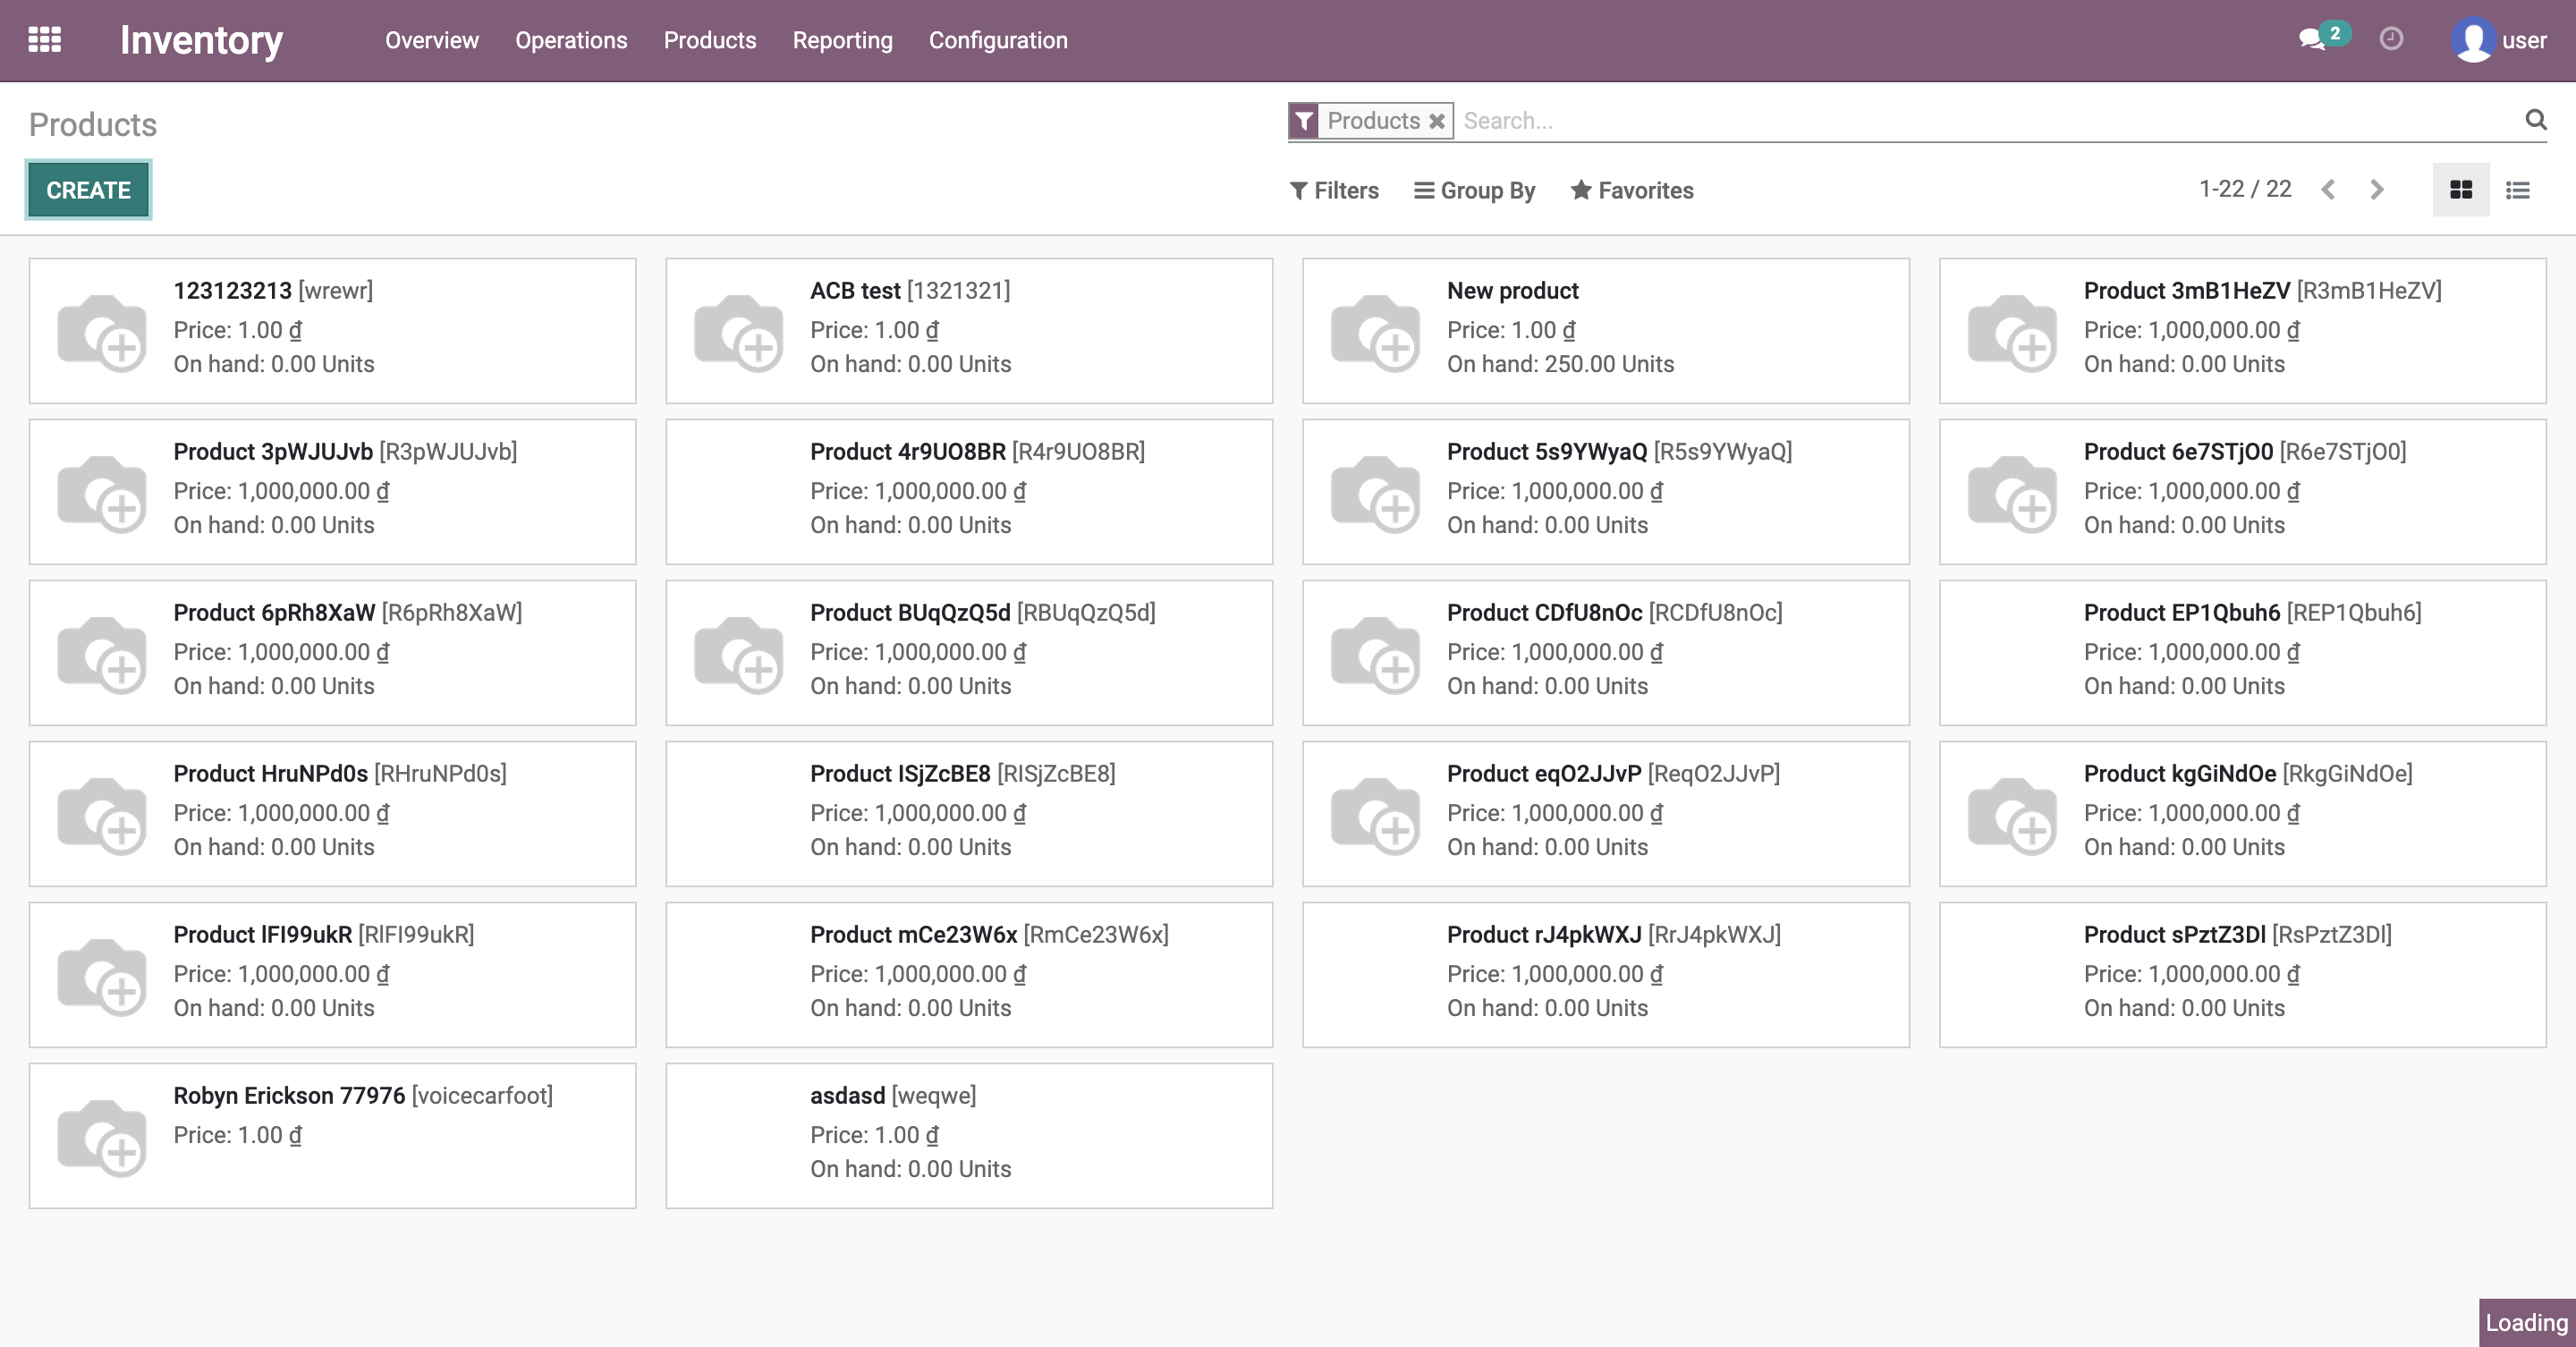 Inventory Overview Operations Products Reporting Configuration 2 user
Products
Products Search...
CREATE
Filters Group By Favorites 1-22 / 22
123123213 [wrewr]
Price: 1.00 ₫
On hand: 0.00 Units
ACB test [1321321]
Price: 1.00 ₫
On hand: 0.00 Units
New product
Price: 1.00 ₫
On hand: 250.00 Units
Product 3mB1HeZV [R3mB1HeZV]
Price: 1,000,000.00 ₫
On hand: 0.00 Units
Product 3pWJUJvb [R3pWJUJvb]
Price: 1,000,000.00 ₫
On hand: 0.00 Units
Product 4r9UO8BR [R4r9UO8BR]
Price: 1,000,000.00 ₫
On hand: 0.00 Units
Product 5s9YWyaQ [R5s9YWyaQ]
Price: 1,000,000.00 ₫
On hand: 0.00 Units
Product 6e7STjO0 [R6e7STjO0]
Price: 1,000,000.00 ₫
On hand: 0.00 Units
Product 6pRh8XaW [R6pRh8XaW]
Price: 1,000,000.00 ₫
On hand: 0.00 Units
Product BUqQzQ5d [RBUqQzQ5d]
Price: 1,000,000.00 ₫
On hand: 0.00 Units
Product CDfU8nOc [RCDfU8nOc]
Price: 1,000,000.00 ₫
On hand: 0.00 Units
Product EP1Qbuh6 [REP1Qbuh6]
Price: 1,000,000.00 ₫
On hand: 0.00 Units
Product HruNPd0s [RHruNPd0s]
Price: 1,000,000.00 ₫
On hand: 0.00 Units
Product ISjZcBE8 [RISjZcBE8]
Price: 1,000,000.00 ₫
On hand: 0.00 Units
Product eqO2JJvP [ReqO2JJvP]
Price: 1,000,000.00 ₫
On hand: 0.00 Units
Product kgGiNdOe [RkgGiNdOe]
Price: 1,000,000.00 ₫
On hand: 0.00 Units
Product lFI99ukR [RlFI99ukR]
Price: 1,000,000.00 ₫
On hand: 0.00 Units
Product mCe23W6x [RmCe23W6x]
Price: 1,000,000.00 ₫
On hand: 0.00 Units
Product rJ4pkWXJ [RrJ4pkWXJ]
Price: 1,000,000.00 ₫
On hand: 0.00 Units
Product sPztZ3Dl [RsPztZ3Dl]
Price: 1,000,000.00 ₫
On hand: 0.00 Units
Robyn Erickson 77976 [voicecarfoot]
Price: 1.00 ₫
asdasd [weqwe]
Price: 1.00 ₫
On hand: 0.00 Units
Loading